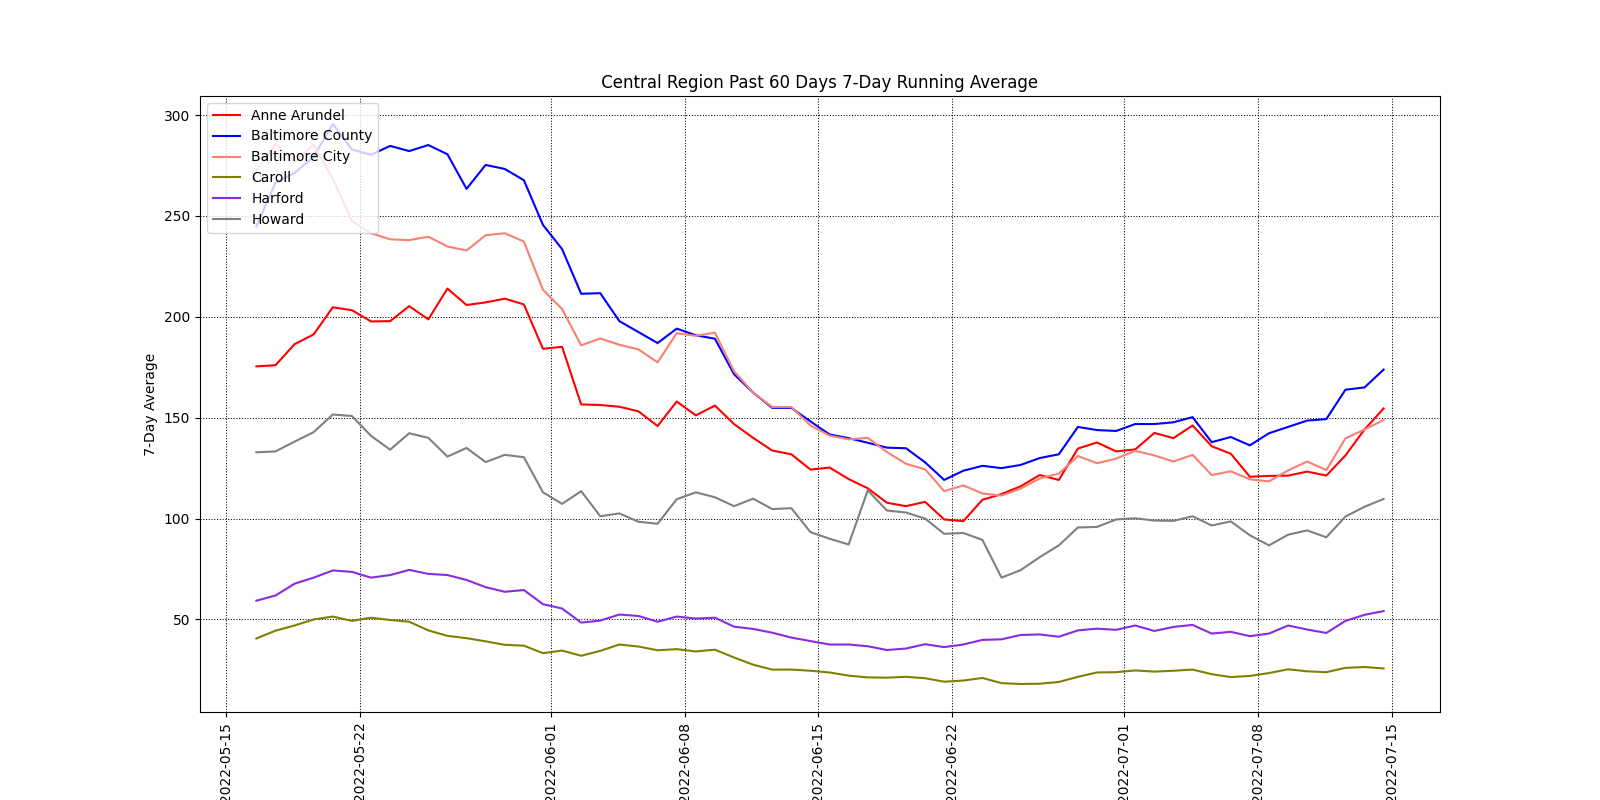 Central Region Past 60 Days 7-Day Running Average
Anne Arundel
Baltimore County
Baltimore City
Caroll
Harford
Howard
300
250
200
150
100
50
7-Day Average
2022-05-15
2022-05-22
2022-06-01
2022-06-08
2022-06-15
2022-06-22
2022-07-01
2022-07-08
2022-07-15